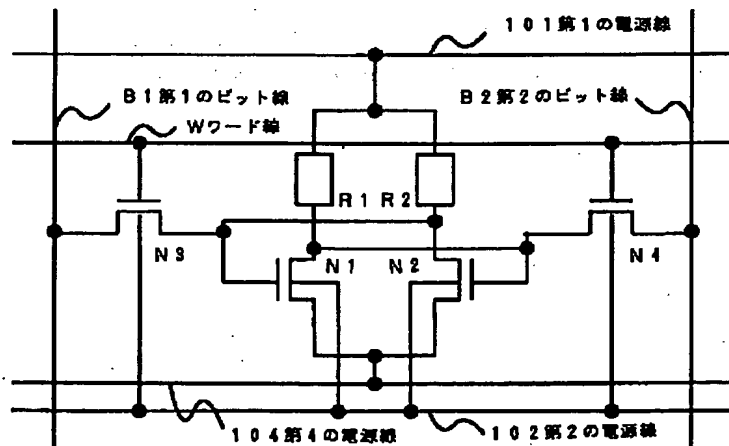 101第1の電源線
B1第1のビット線
B2第2のビット線
Wワード線
R1 R2
N3
N1
N2
N4
104第4の電源線
102第2の電源線